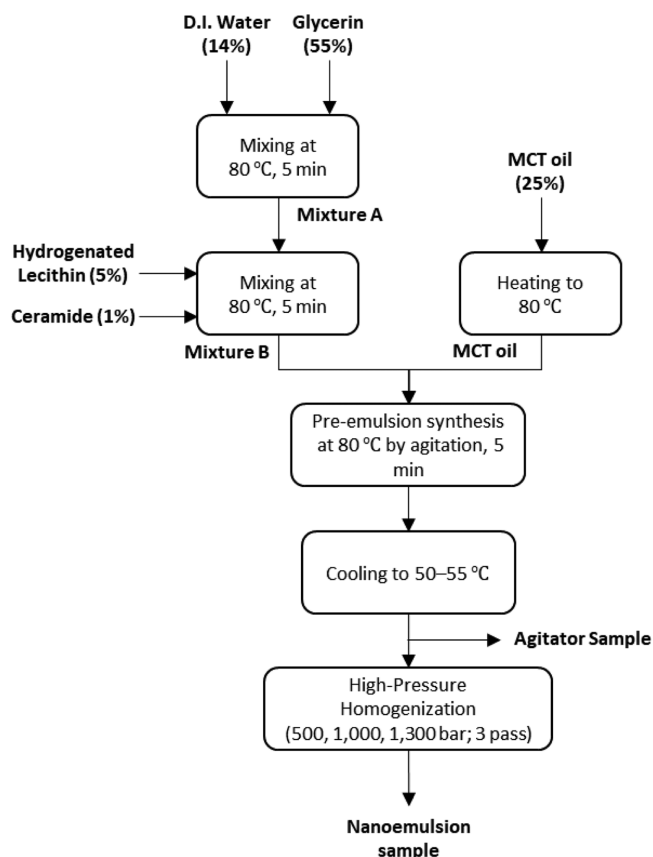 D.I. Water
(14%)
Glycerin
(55%)
Mixing at
80 ℃, 5 min
MCT oil
(25%)
Mixture A
Hydrogenated
Lecithin (5%)
Ceramide (1%)
Mixing at
80 ℃, 5 min
Heating to
80 ℃
Mixture B
MCT oil
Pre-emulsion synthesis
at 80 ℃ by agitation, 5
min
Cooling to 50–55 ℃
Agitator Sample
High-Pressure
Homogenization
(500, 1,000, 1,300 bar; 3 pass)
Nanoemulsion
sample